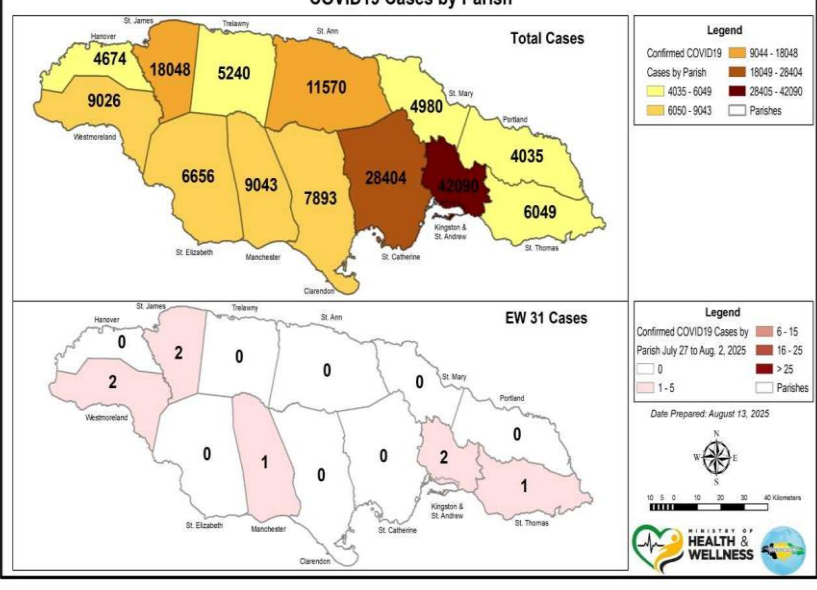 COVID19 Cases by Parish
Total Cases
St. James
Trelawny
St. Ann
Hanover
4674
18048
5240
11570
4980
St. Mary
Portland
9026
Westmoreland
4035
6656
9043
7893
28404
42090
6049
Kingston &
St. Andrew
St. Thomas
St. Elizabeth
Manchester
St. Catherine
Clarendon
Legend
Confirmed COVID19
Cases by Parish
4035 - 6049
6050 - 9043
9044 - 18048
18049 - 28404
28405 - 42090
Parishes
EW 31 Cases
St. James
Trelawny
St. Ann
Hanover
0
2
0
0
0
St. Mary
Portland
2
Westmoreland
0
0
1
0
0
2
1
Kingston &
St. Andrew
St. Thomas
St. Elizabeth
Manchester
St. Catherine
Clarendon
Legend
Confirmed COVID19 Cases by
Parish July 27 to Aug. 2, 2025
0
1 - 5
6 - 15
16 - 25
> 25
Parishes
Date Prepared: August 13, 2025
N
W E
S
10 5 0 10 20 30 40 Kilometers
MINISTRY OF
HEALTH &
WELLNESS